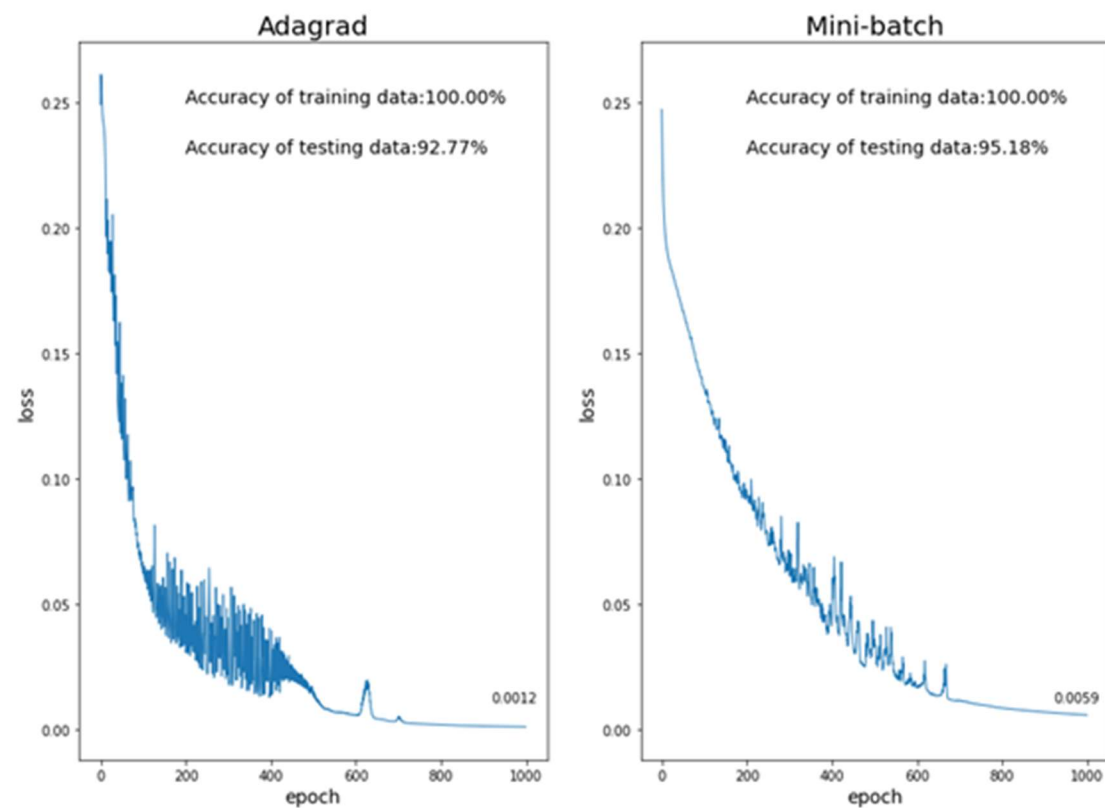 Adagrad
Accuracy of training data:100.00%
Accuracy of testing data:92.77%
0.25
0.20
0.15
0.10
0.05
0.00
loss
0.0012
0
200
400
600
800
1000
epoch
Mini-batch
Accuracy of training data:100.00%
Accuracy of testing data:95.18%
0.25
0.20
0.15
0.10
0.05
0.00
loss
0.0059
0
200
400
600
800
1000
epoch